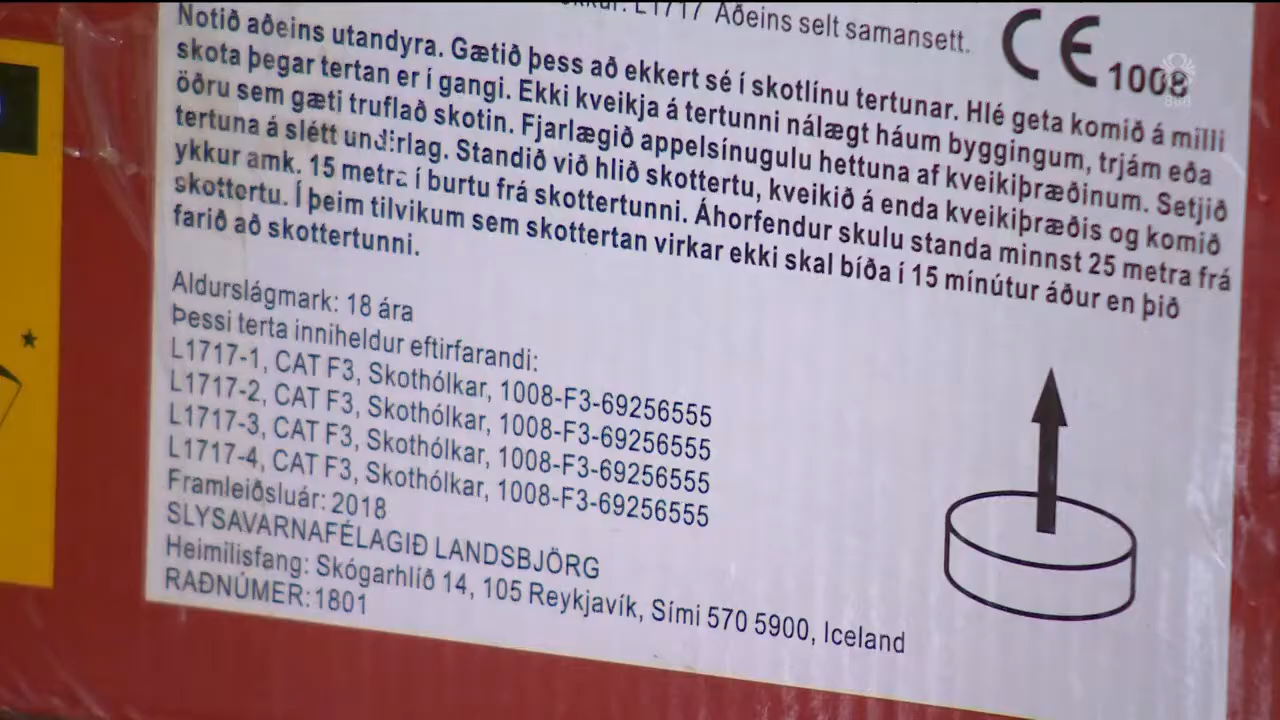 L1717 Aðeins selt samansett.
CE 1008
Notið aðeins utandyra. Gætið þess að ekkert sé í skotlínu tertunar. Hlé geta komið á milli
skota þegar tertan er í gangi. Ekki kveikja á tertunni nálægt háum byggingum, trjám eða
öðru sem gæti truflað skotin. Fjarlægið appelsínugulu hettuna af kveikiþræðinum. Setjið
tertuna á slétt undirlag. Standið við hlið skottertu, kveikið á enda kveikiþræðis og komið
ykkur amk. 15 metra í burtu frá skottertunni. Áhorfendur skulu standa minnst 25 metra frá
skottertu. Í þeim tilvikum sem skottertan virkar ekki skal bíða í 15 mínútur áður en þið
farið að skottertunni.
Aldurslágmark: 18 ára
Þessi terta inniheldur eftirfarandi:
L1717-1, CAT F3, Skothólkar, 1008-F3-69256555
L1717-2, CAT F3, Skothólkar, 1008-F3-69256555
L1717-3, CAT F3, Skothólkar, 1008-F3-69256555
L1717-4, CAT F3, Skothólkar, 1008-F3-69256555
Framleiðsluár: 2018
SLYSAVARNAFÉLAGIÐ LANDSBJÖRG
Heimilisfang: Skógarhlíð 14, 105 Reykjavík, Sími 570 5900, Iceland
RAÐNÚMER:1801